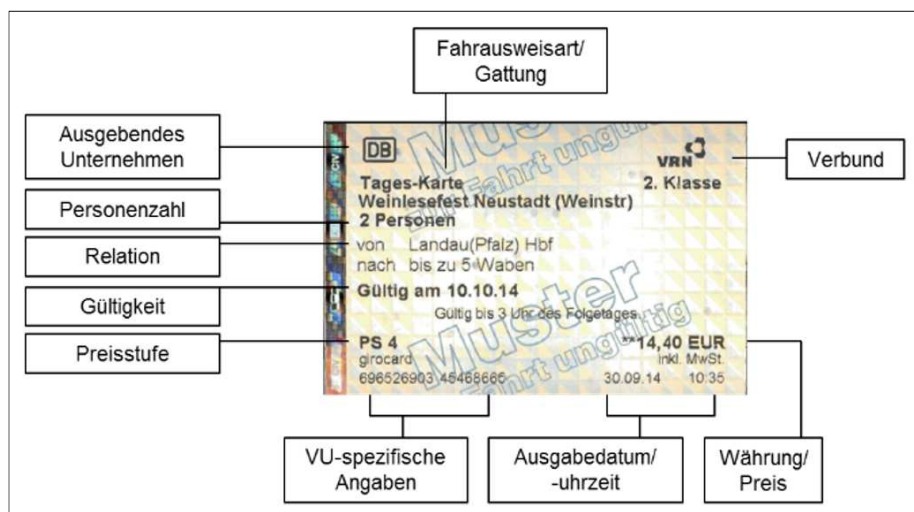 Fahrausweisart/
Gattung
Ausgebendes
Unternehmen
Personenzahl
Relation
Gültigkeit
Preisstufe
DB
VRN
Verbund
Tages-Karte 2. Klasse
Weinlesefest Neustadt (Weinstr)
2 Personen
von Landau(Pfalz) Hbf
nach bis zu 5 Waben
Gültig am 10.10.14
Gültig bis 3 Uhr des Folgetages
PS 4 **14,40 EUR
girocard inkl. MwSt.
696526903 45468665 30.09.14 10:35
Muster
zur Fahrt ungültig
Muster
Fahrt ungültig
VU-spezifische
Angaben
Ausgabedatum/
-uhrzeit
Währung/
Preis